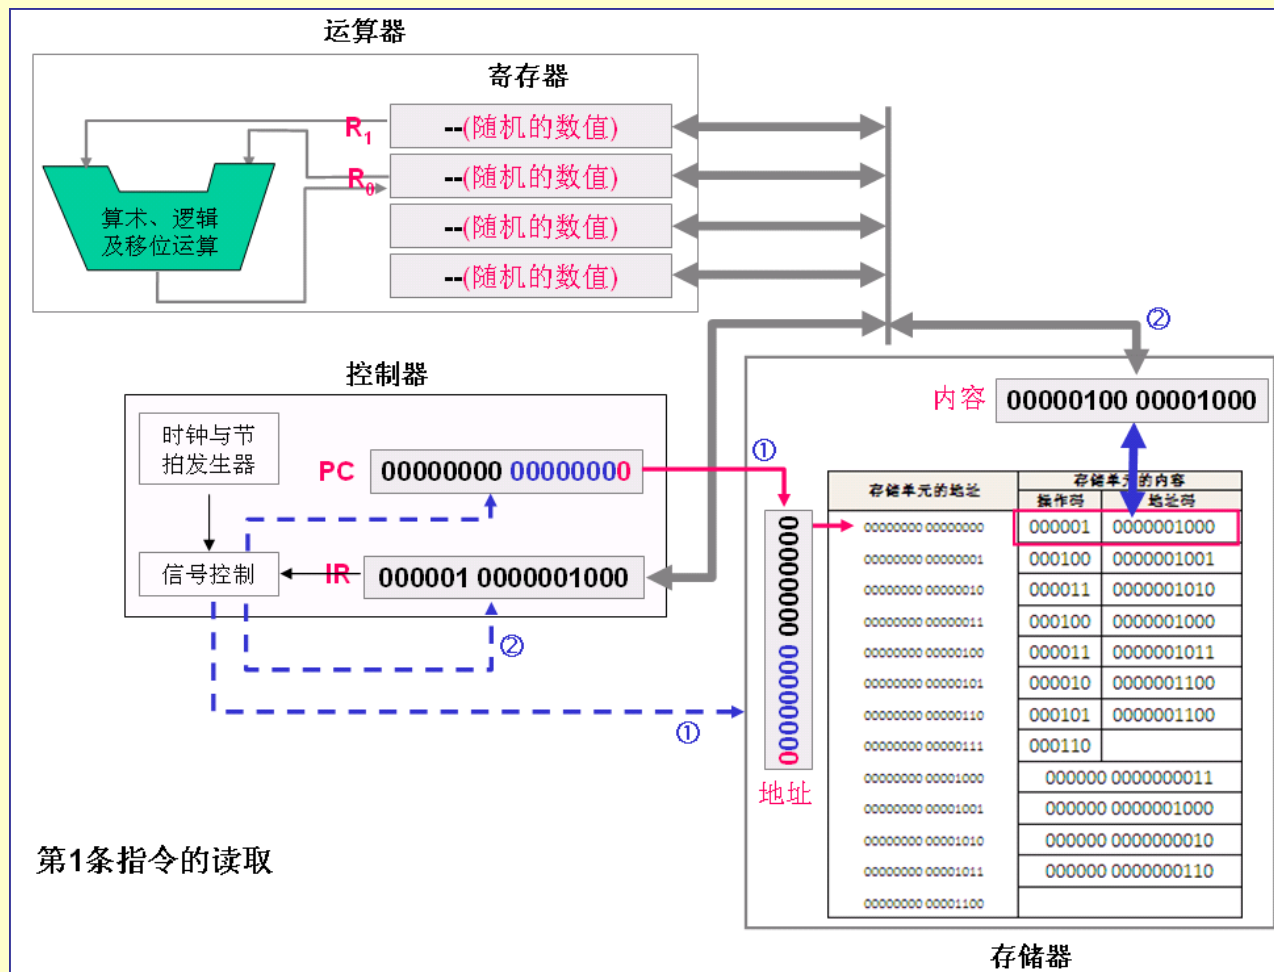 运算器
寄存器
R1
--(随机的数值)
R0
--(随机的数值)
--(随机的数值)
--(随机的数值)
算术、逻辑
及移位运算
②
控制器
内容
00000100 00001000
时钟与节
拍发生器
PC
00000000 00000000
①
信号控制
IR
000001 0000001000
②
①
00000000 00000000
地址
存储单元的地址
存储单元的内容
操作码
地址码
00000000 00000000 000001 0000001000
00000000 00000001 000100 0000001001
00000000 00000010 000011 0000001010
00000000 00000011 000100 0000001000
00000000 00000100 000011 0000001011
00000000 00000101 000010 0000001100
00000000 00000110 000101 0000001100
00000000 00000111 000110
00000000 00001000 000000 0000000011
00000000 00001001 000000 0000001000
00000000 00001010 000000 0000000010
00000000 00001011 000000 0000000110
00000000 00001100
第1条指令的读取
存储器